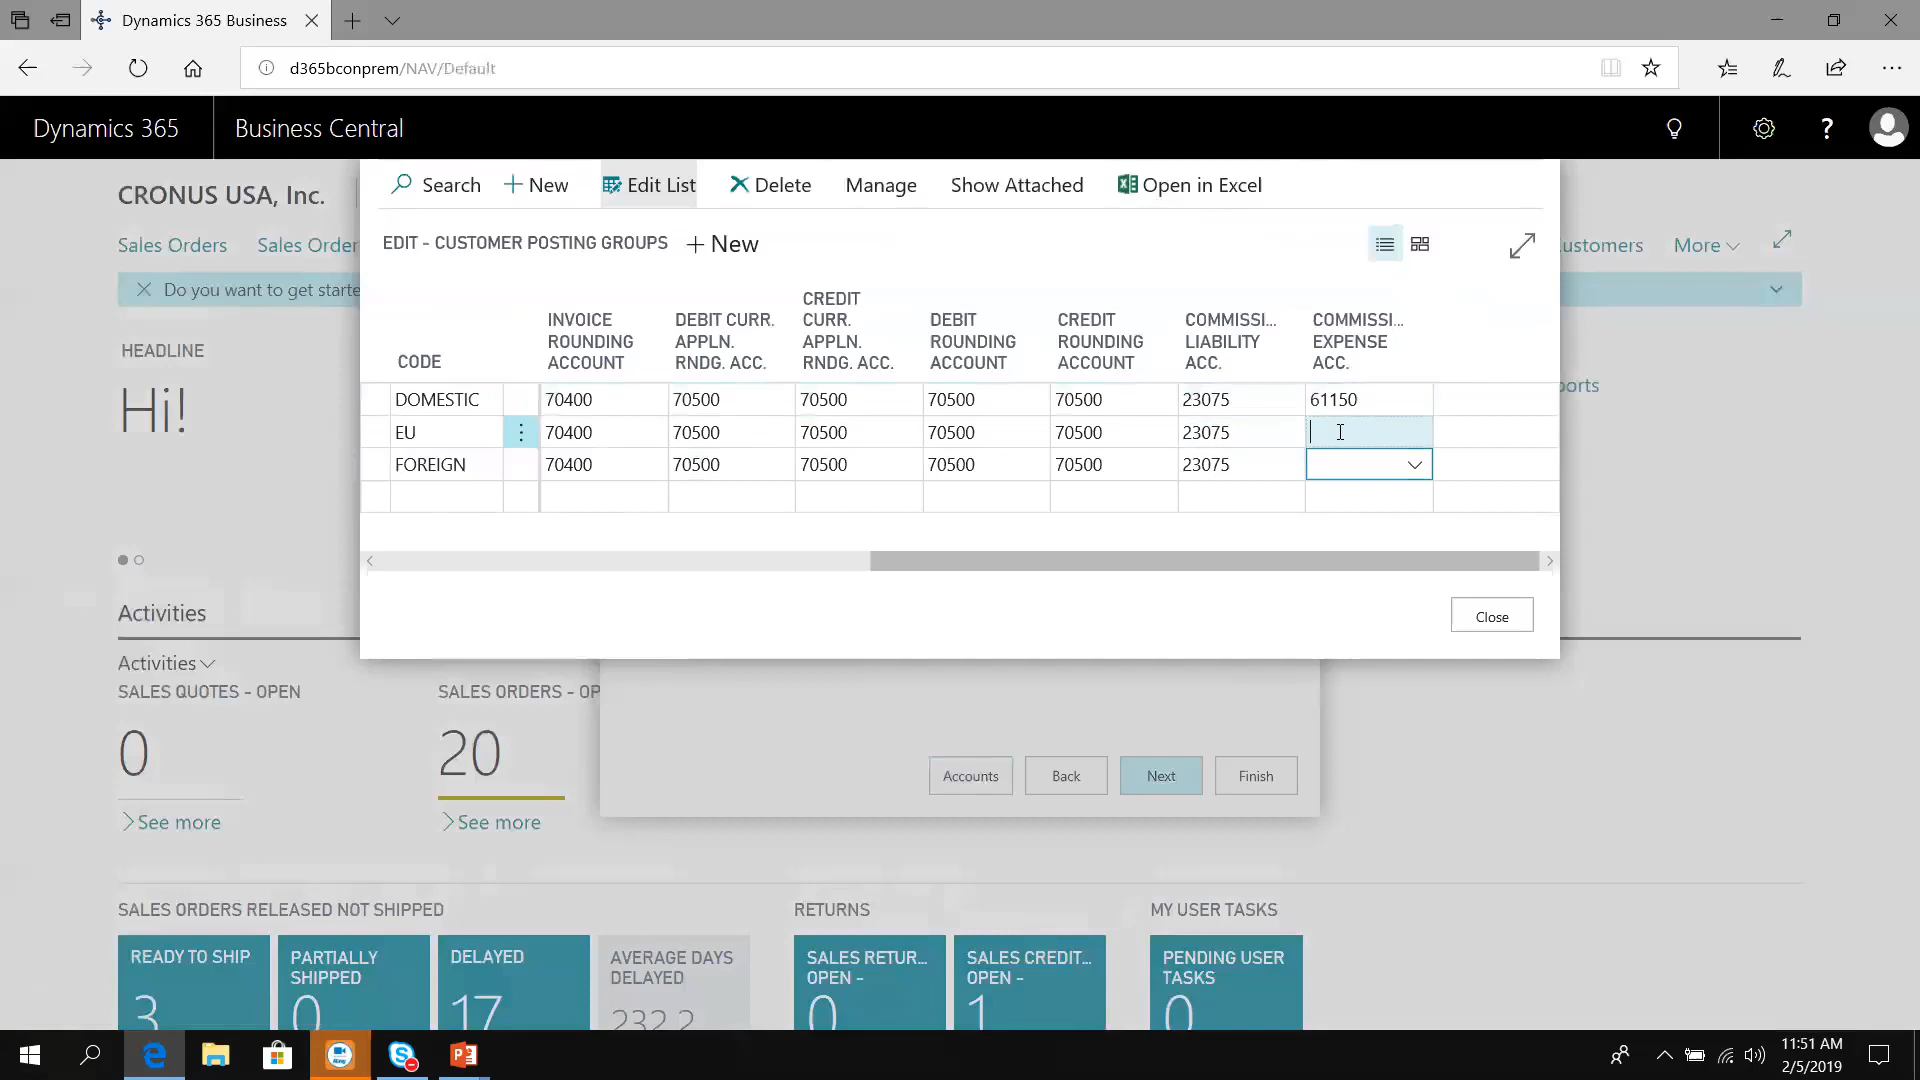 Dynamics 365 Business
d365bconprem/NAV/Default
Dynamics 365
Business Central
CRONUS USA, Inc.
Search
New
Edit List
Delete
Manage
Show Attached
Open in Excel
EDIT - CUSTOMER POSTING GROUPS
New
Sales Orders
Sales Order
ustomers
More
Do you want to get starte
HEADLINE
Hi!
CODE
INVOICE ROUNDING ACCOUNT
DEBIT CURR. APPLN. RNDG. ACC.
CREDIT CURR. APPLN. RNDG. ACC.
DEBIT ROUNDING ACCOUNT
CREDIT ROUNDING ACCOUNT
COMMISSI... LIABILITY ACC.
COMMISSI... EXPENSE ACC.
DOMESTIC 70400 70500 70500 70500 70500 23075 61150
EU 70400 70500 70500 70500 70500 23075
FOREIGN 70400 70500 70500 70500 70500 23075
ports
Close
Activities
Activities
SALES QUOTES - OPEN
0
See more
SALES ORDERS - OP
20
See more
Accounts
Back
Next
Finish
SALES ORDERS RELEASED NOT SHIPPED
RETURNS
MY USER TASKS
READY TO SHIP
3
PARTIALLY SHIPPED
0
DELAYED
17
AVERAGE DAYS DELAYED
232.2
SALES RETUR... OPEN -
0
SALES CREDIT... OPEN -
1
PENDING USER TASKS
0
11:51 AM
2/5/2019